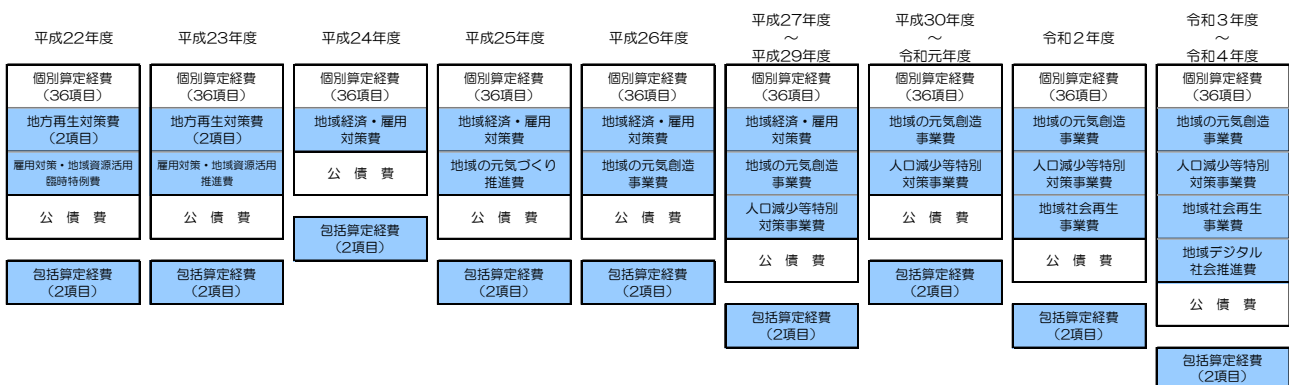 平成22年度
個別算定経費
（36項目）
地方再生対策費
（2項目）
雇用対策・地域資源活用
臨時特例費
公　債　費
包括算定経費
（2項目）
平成23年度
個別算定経費
（36項目）
地方再生対策費
（2項目）
雇用対策・地域資源活用
推進費
公　債　費
包括算定経費
（2項目）
平成24年度
個別算定経費
（36項目）
地域経済・雇用
対策費
公　債　費
包括算定経費
（2項目）
平成25年度
個別算定経費
（36項目）
地域経済・雇用
対策費
地域の元気づくり
推進費
公　債　費
包括算定経費
（2項目）
平成26年度
個別算定経費
（36項目）
地域経済・雇用
対策費
地域の元気創造
事業費
公　債　費
包括算定経費
（2項目）
平成27年度
～
平成29年度
個別算定経費
（36項目）
地域経済・雇用
対策費
地域の元気創造
事業費
人口減少等特別
対策事業費
公　債　費
包括算定経費
（2項目）
平成30年度
～
令和元年度
個別算定経費
（36項目）
地域の元気創造
事業費
人口減少等特別
対策事業費
公　債　費
包括算定経費
（2項目）
令和2年度
個別算定経費
（36項目）
地域の元気創造
事業費
人口減少等特別
対策事業費
地域社会再生
事業費
公　債　費
包括算定経費
（2項目）
令和３年度
～
令和４年度
個別算定経費
（36項目）
地域の元気創造
事業費
人口減少等特別
対策事業費
地域社会再生
事業費
地域デジタル
社会推進費
公　債　費
包括算定経費
（2項目）